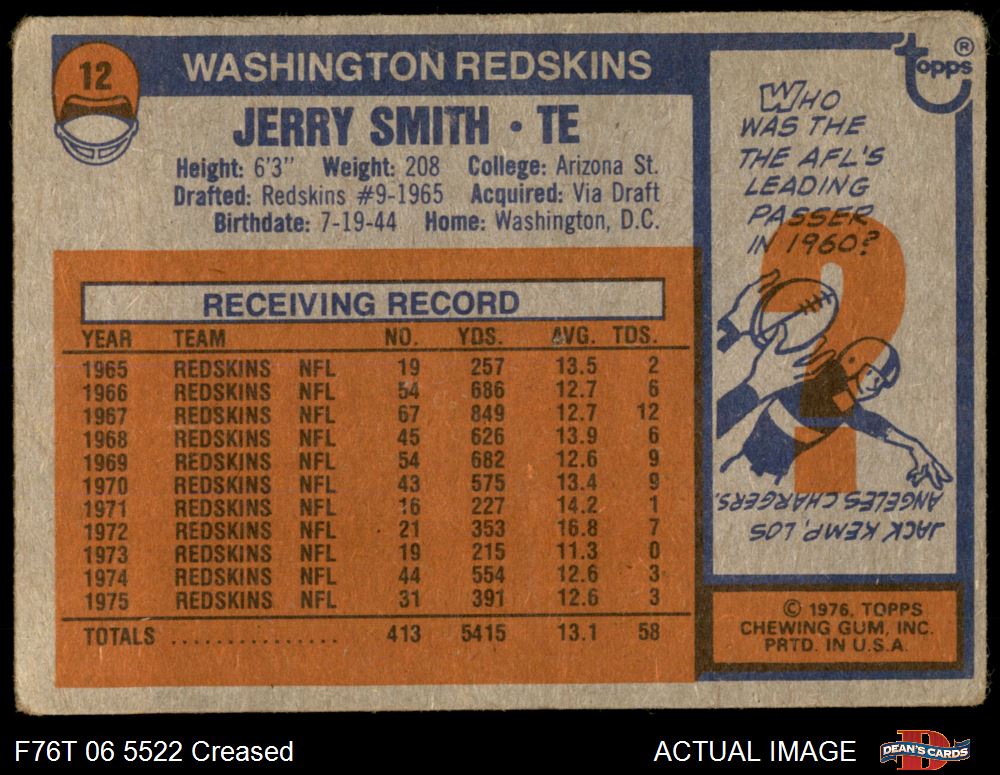 12
WASHINGTON REDSKINS
JERRY SMITH • TE
Height: 6'3" Weight: 208 College: Arizona St.
Drafted: Redskins #9-1965 Acquired: Via Draft
Birthdate: 7-19-44 Home: Washington, D.C.
RECEIVING RECORD
YEAR TEAM NO. YDS. AVG. TDS.
1965 REDSKINS NFL 19 257 13.5 2
1966 REDSKINS NFL 54 686 12.7 6
1967 REDSKINS NFL 67 849 12.7 12
1968 REDSKINS NFL 45 626 13.9 6
1969 REDSKINS NFL 54 682 12.6 9
1970 REDSKINS NFL 43 575 13.4 9
1971 REDSKINS NFL 16 227 14.2 1
1972 REDSKINS NFL 21 353 16.8 7
1973 REDSKINS NFL 19 215 11.3 0
1974 REDSKINS NFL 44 554 12.6 3
1975 REDSKINS NFL 31 391 12.6 3
TOTALS ............... 413 5415 13.1 58
Topps®
WHO
WAS THE
THE AFL'S
LEADING
PASSER
IN 1960?
?
JACK KEMP, LOS
ANGELES CHARGERS.
© 1976, TOPPS
CHEWING GUM, INC.
PRTD. IN U.S.A.
F76T 06 5522 Creased
ACTUAL IMAGE
D
DEAN'S CARDS